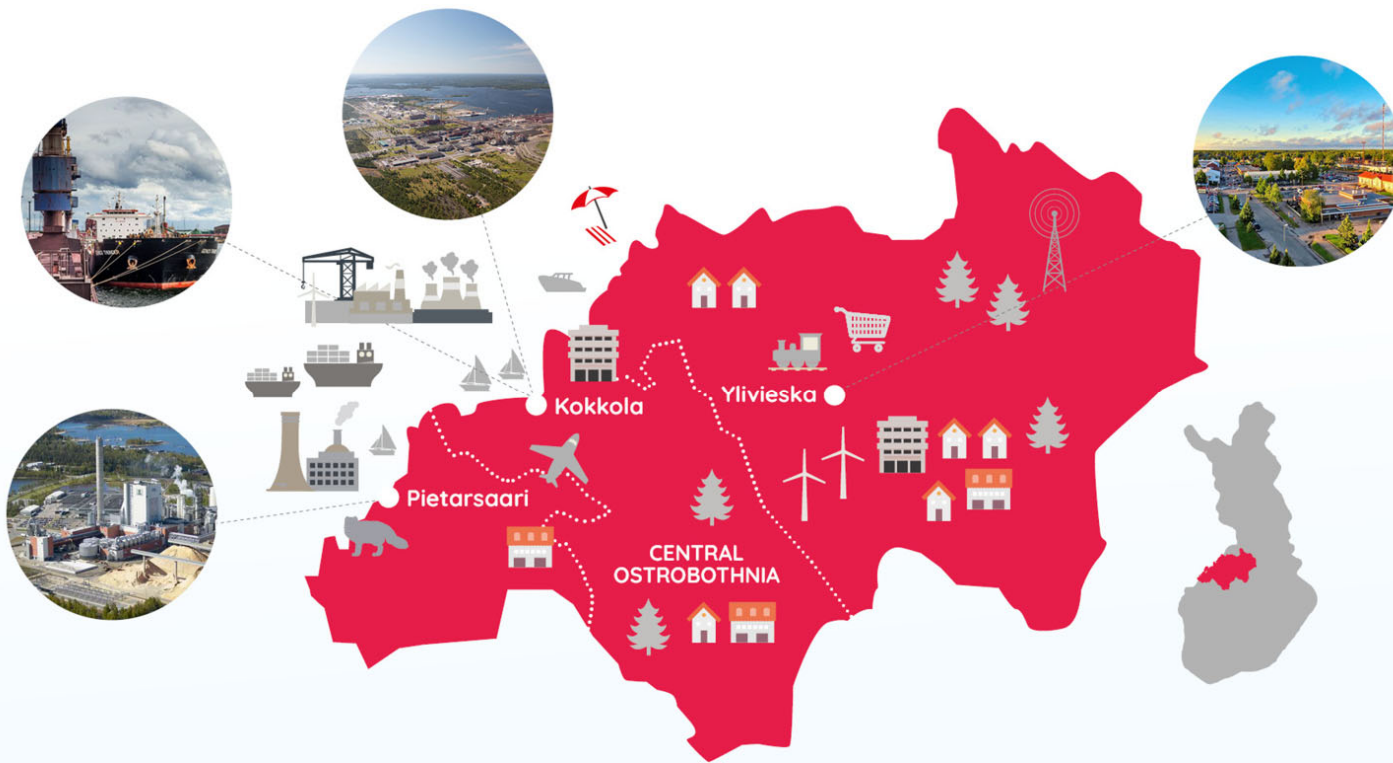 Kokkola
Ylivieska
Pietarsaari
CENTRAL
OSTROBOTHNIA